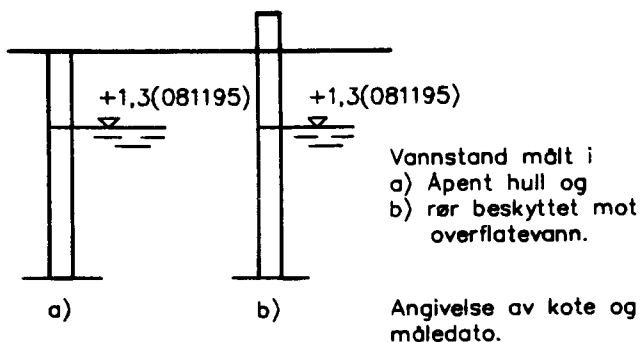 +1,3(081195) +1,3(081195)
Vannstand målt i
a) Åpent hull og
b) rør beskyttet mot
overflatevann.
a) b) Angivelse av kote og
måledato.